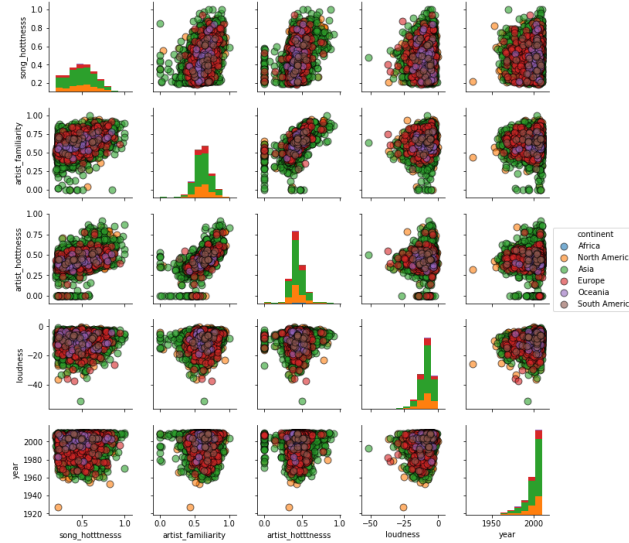 1.0
0.8
0.6
0.4
0.2
song_hotttnesss
1.00
0.75
0.50
0.25
0.00
artist_familiarity
1.00
0.75
0.50
0.25
0.00
artist_hotttnesss
continent
Africa
North America
Asia
Europe
Oceania
South America
0
−20
−40
loudness
2000
1980
1960
1940
1920
year
0.5 1.0 0.0 0.5 1.0 0.0 0.5 1.0 −50 −25 0 1950 2000
song_hotttnesss artist_familiarity artist_hotttnesss loudness year